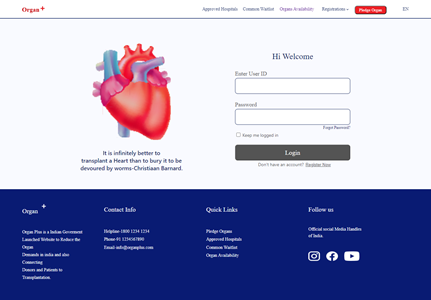 Organ +
Approved Hospitals Common Waitlist Organs Availability Registrations Pledge Organ EN
Hi Welcome
Enter User ID
Password
Forgot Password?
Keep me logged in
Login
Don't have an account? Register Now
It is infinitely better to
transplant a Heart than to bury it to be
devoured by worms-Christiaan Barnard.
Organ +
Organ Plus is a Indian Goverment
Launched Website to Reduce the
Organ
Demands in india and also
Connecting
Donors and Patients to
Transplantation.
Contact Info
Helpline-1800 1234 1234
Phone-91 1234567890
Email-info@organplus.com
Quick Links
Pledge Organs
Approved Hospitals
Common Waitlist
Organ Availability
Follow us
Official social Media Handles
of India.